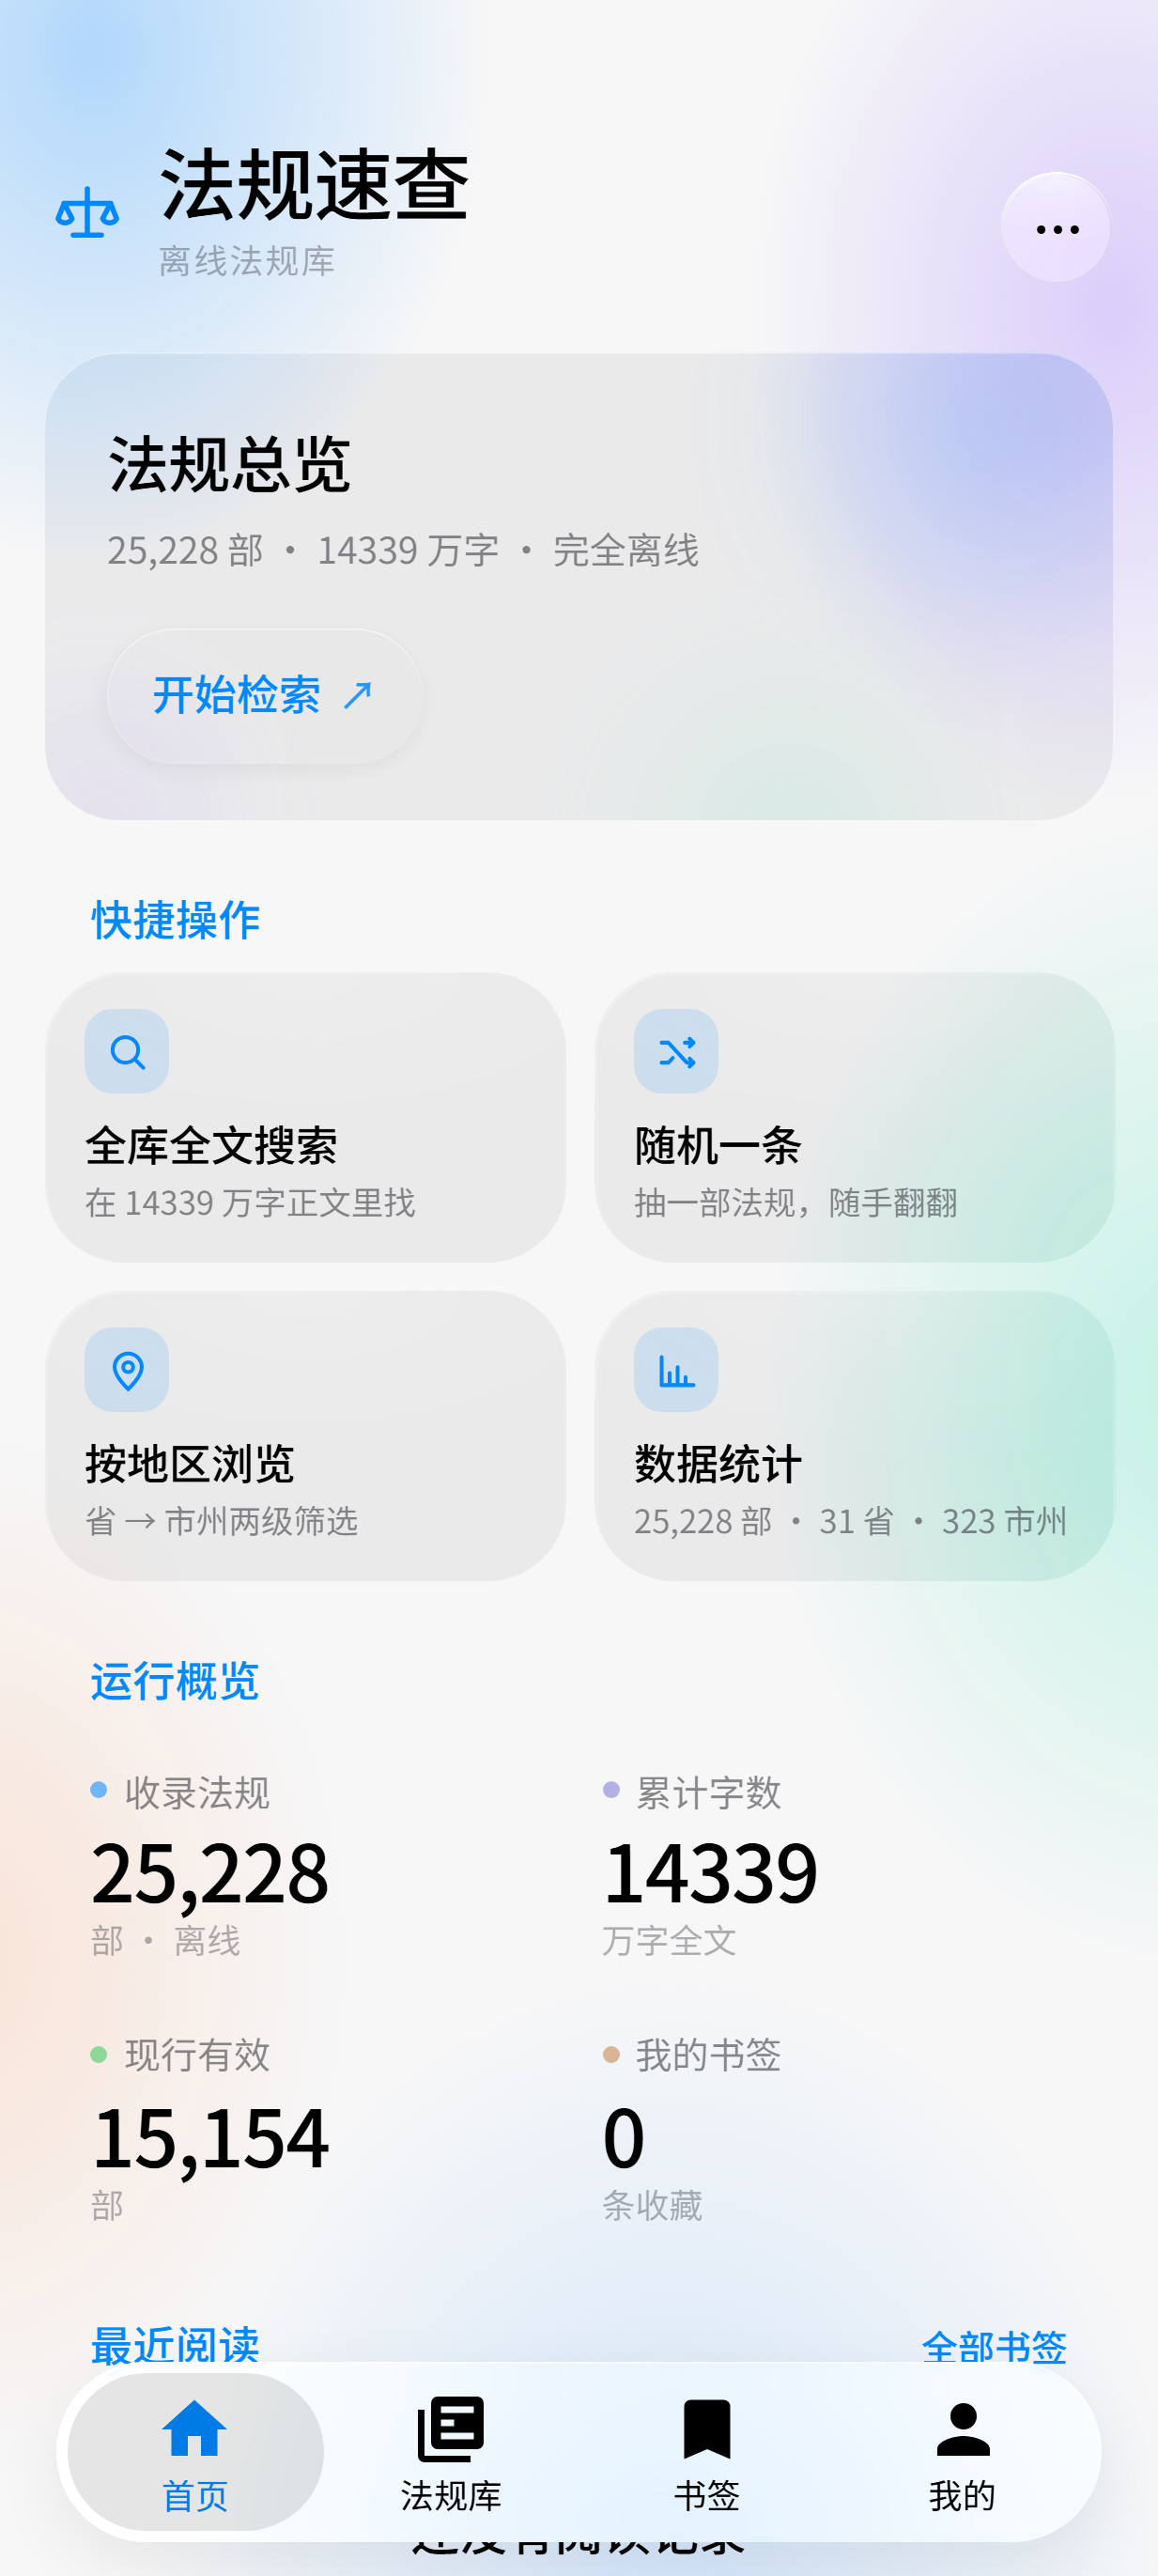 法规速查
离线法规库
法规总览
25,228 部 · 14339 万字 · 完全离线
开始检索 ↗
快捷操作
全库全文搜索
在 14339 万字正文里找
随机一条
抽一部法规，随手翻翻
按地区浏览
省 → 市州两级筛选
数据统计
25,228 部 · 31 省 · 323 市州
运行概览
收录法规
25,228
部 · 离线
累计字数
14339
万字全文
现行有效
15,154
部
我的书签
0
条收藏
最近阅读
全部书签
首页
法规库
书签
我的
还没有阅读记录